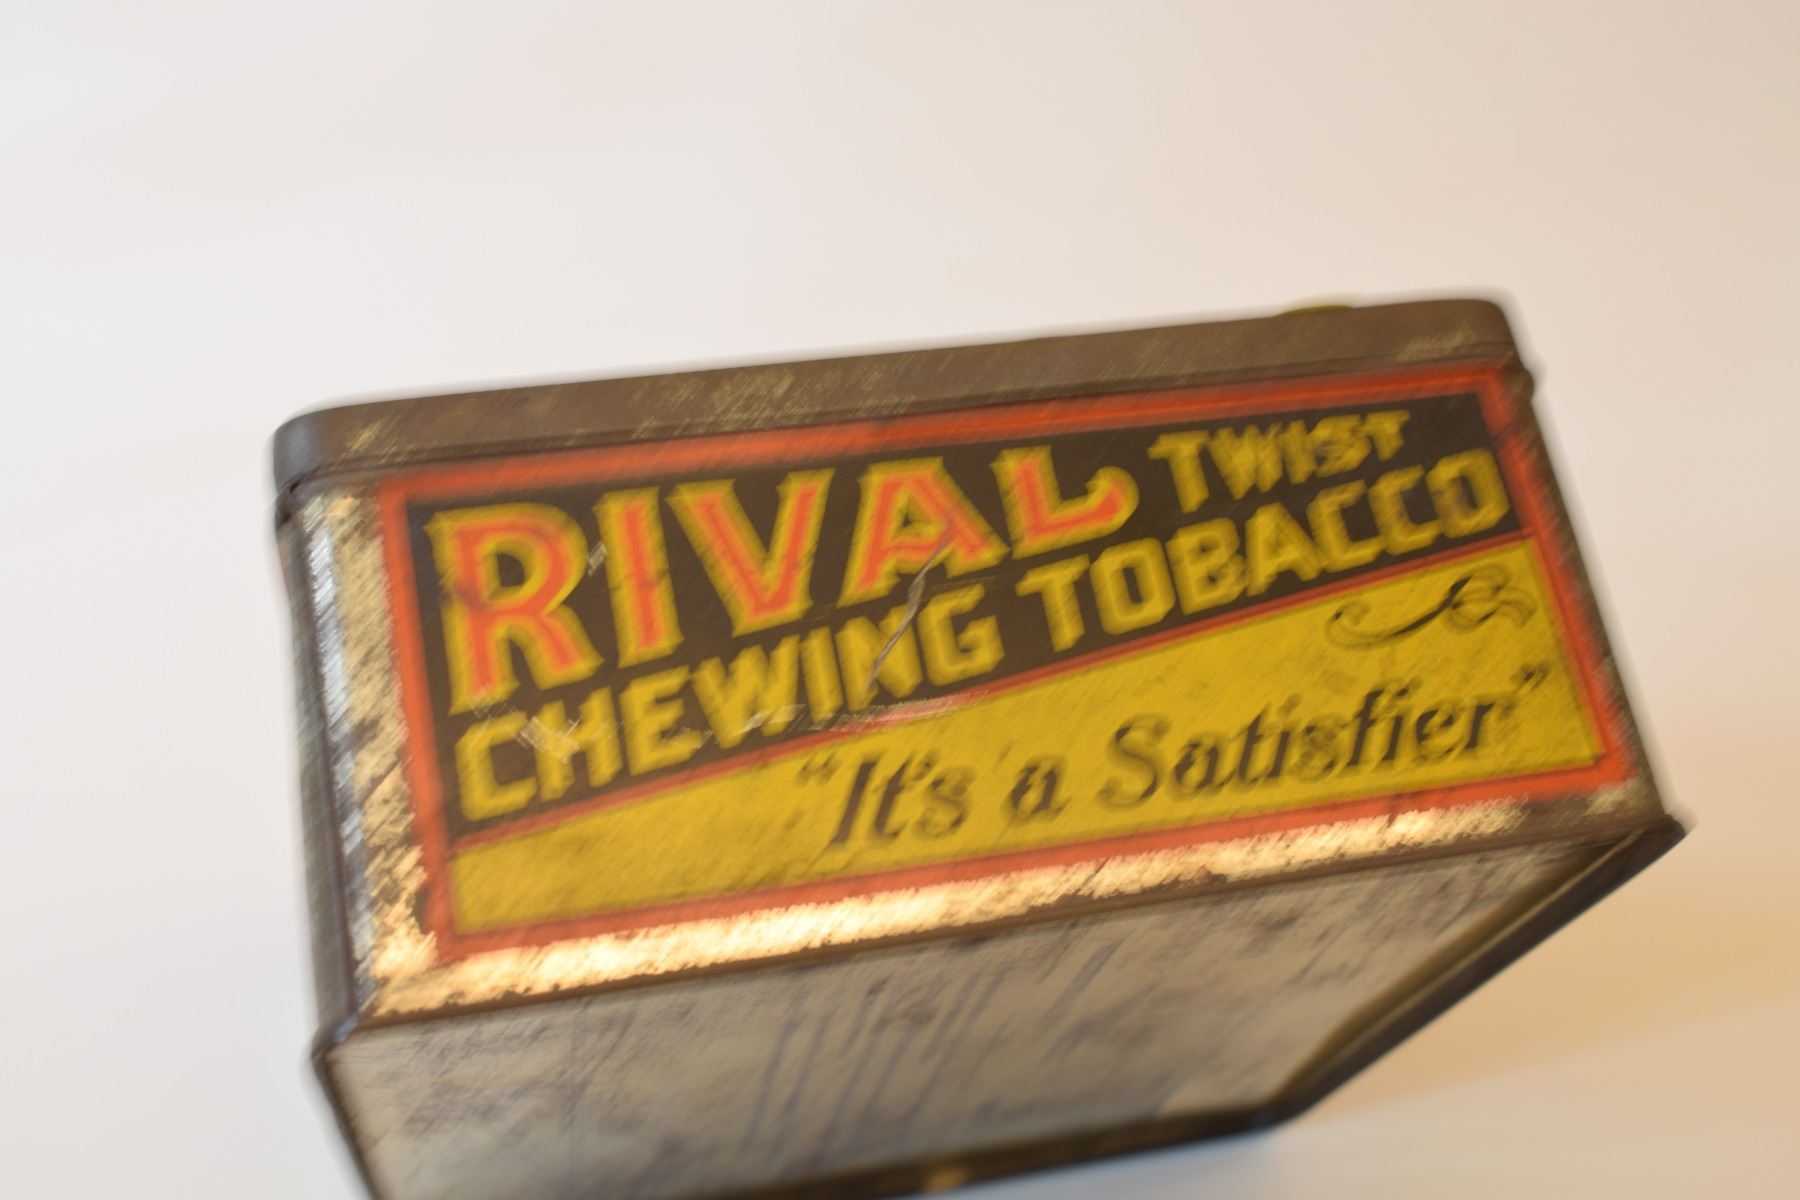 RIVAL TWIST
CHEWING TOBACCO
"It's a Satisfier"